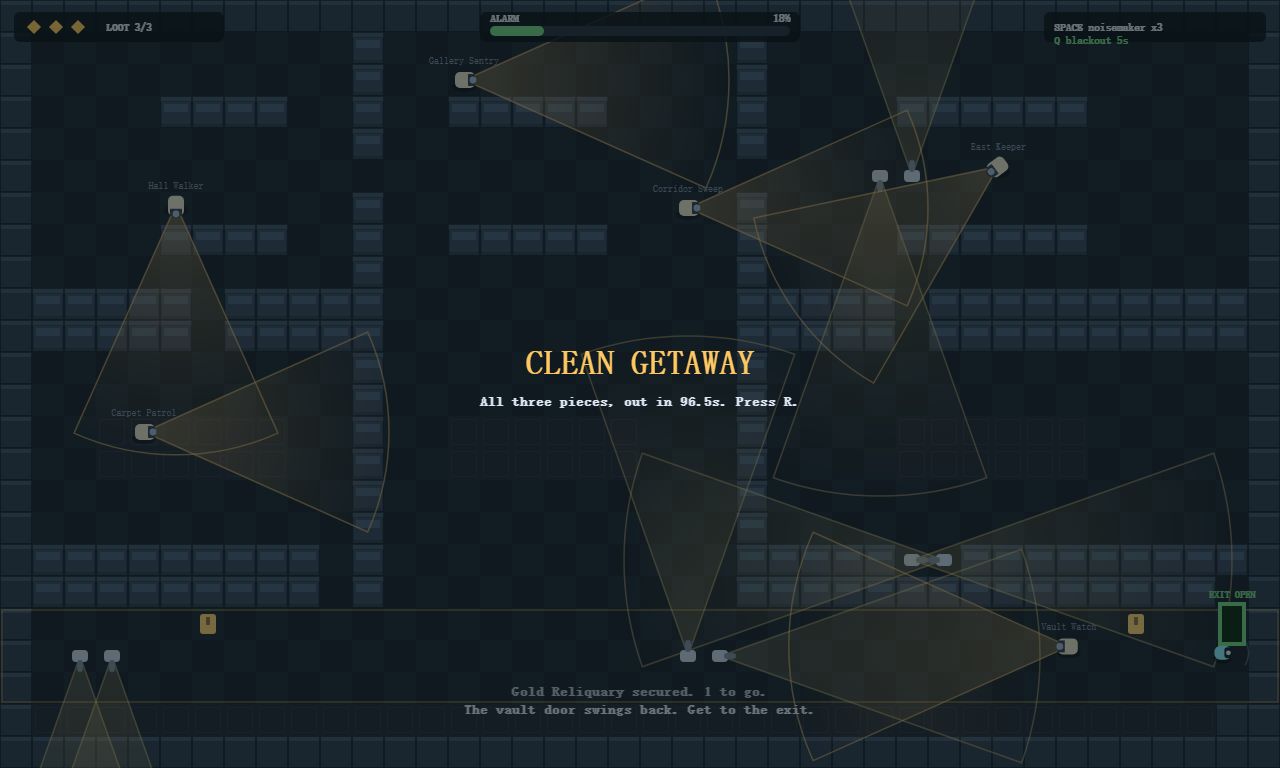 LOOT 3/3
ALARM 18%
SPACE noisemaker x3
Q blackout 5s
Gallery Sentry
East Keeper
Hall Walker
Corridor Sweep
CLEAN GETAWAY
All three pieces, out in 96.5s. Press R.
Carpet Patrol
EXIT OPEN
Vault Watch
Gold Reliquary secured. 1 to go.
The vault door swings back. Get to the exit.